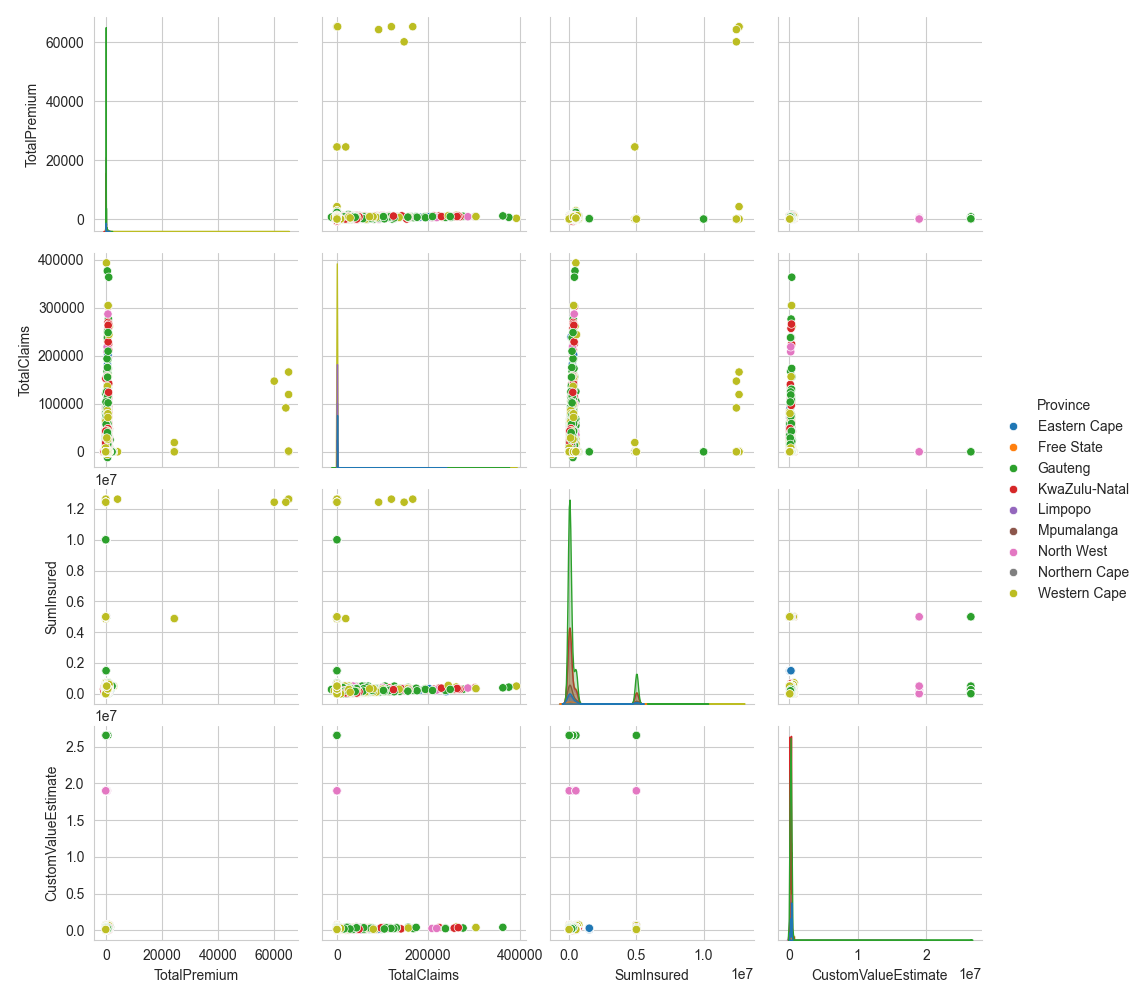 60000
40000
20000
0
TotalPremium
400000
300000
200000
100000
0
TotalClaims
1e7
1.2
1.0
0.8
0.6
0.4
0.2
0.0
SumInsured
1e7
2.5
2.0
1.5
1.0
0.5
0.0
CustomValueEstimate
0 20000 40000 60000
TotalPremium
0 200000 400000
TotalClaims
0.0 0.5 1.0
1e7
SumInsured
0 1 2
1e7
CustomValueEstimate
Province
Eastern Cape
Free State
Gauteng
KwaZulu-Natal
Limpopo
Mpumalanga
North West
Northern Cape
Western Cape